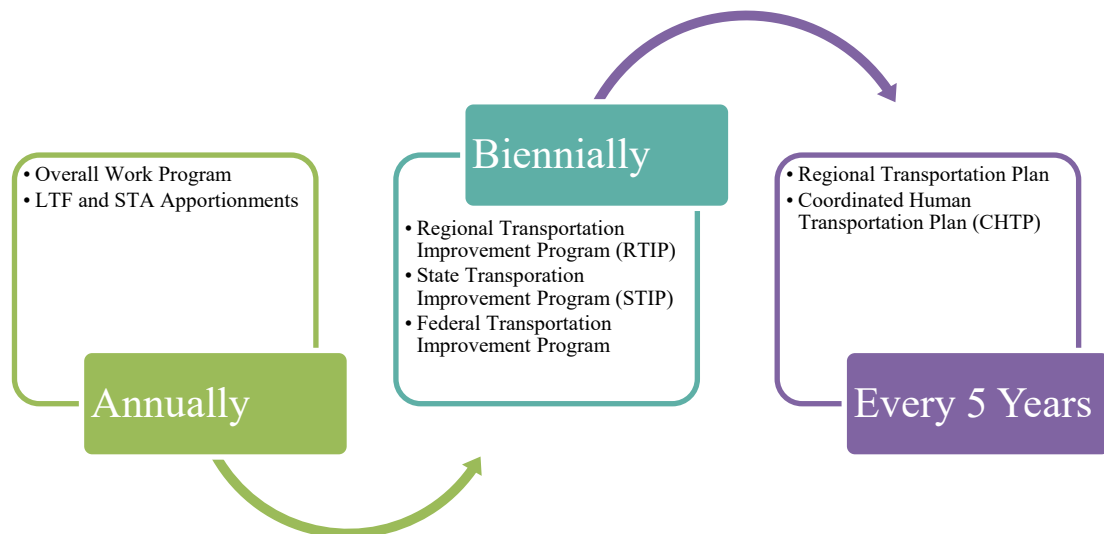 • Overall Work Program
• LTF and STA Apportionments
Annually
Biennially
• Regional Transportation
Improvement Program (RTIP)
• State Transporation
Improvement Program (STIP)
• Federal Transportation
Improvement Program
• Regional Transportation Plan
• Coordinated Human
Transportation Plan (CHTP)
Every 5 Years